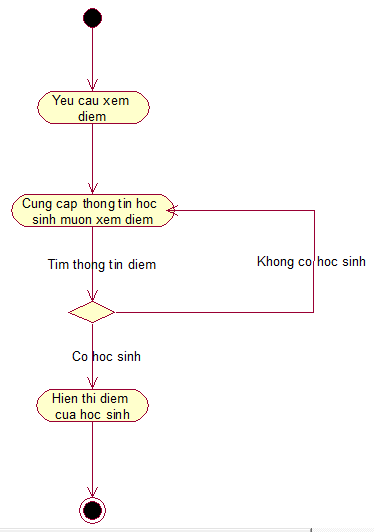 Yeu cau xem
diem
Cung cap thong tin hoc
sinh muon xem diem
Tim thong tin diem
Khong co hoc sinh
Co hoc sinh
Hien thi diem
cua hoc sinh